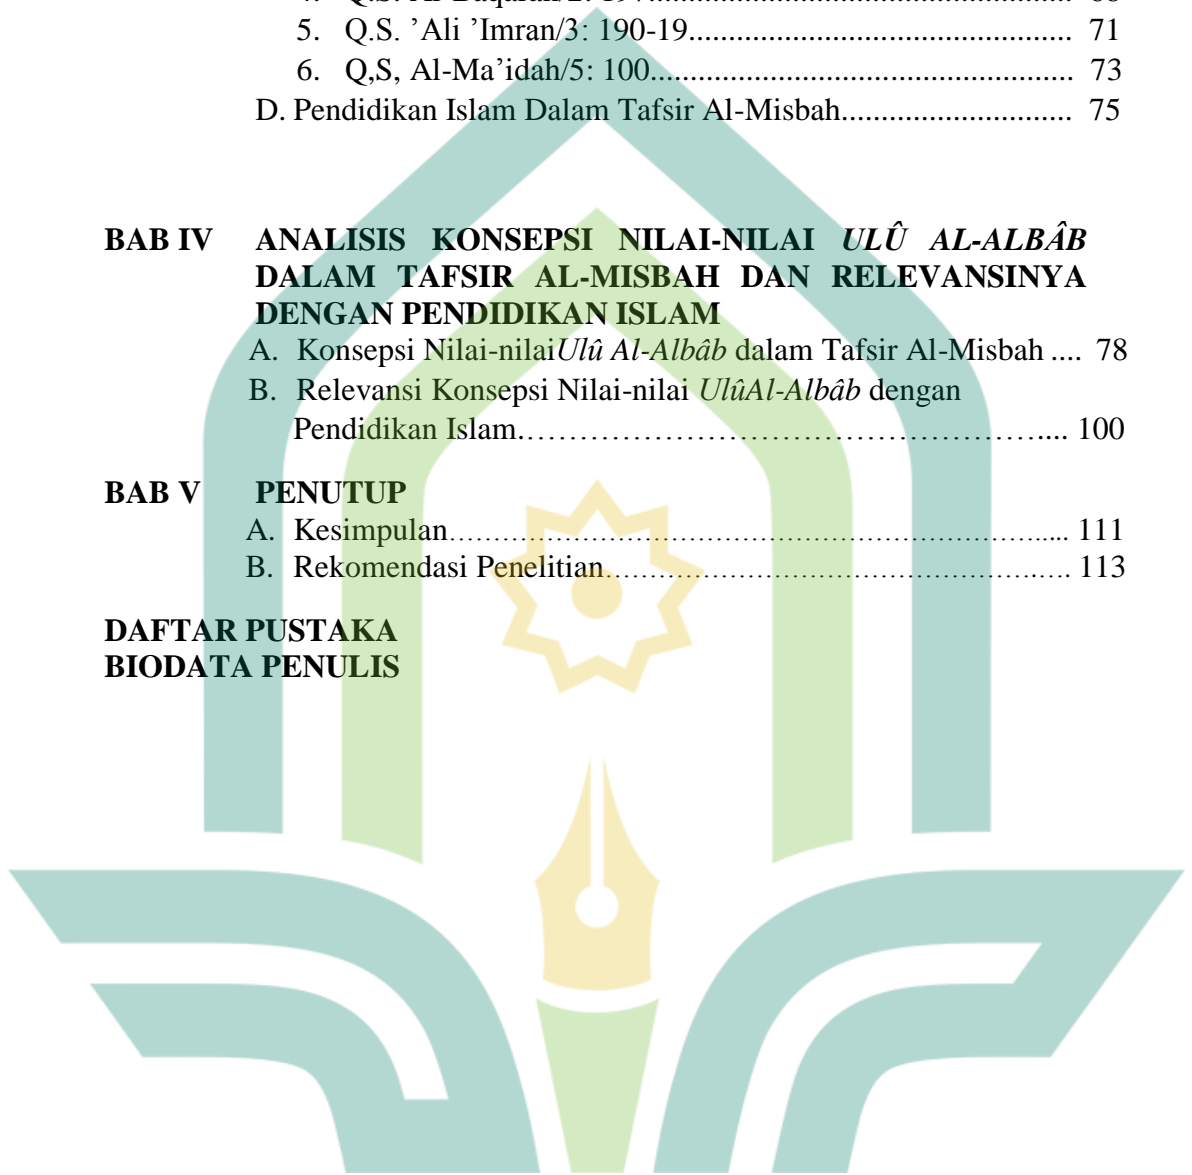 5. Q.S. ’Ali ’Imran/3: 190-19................................................ 71
6. Q,S, Al-Ma’idah/5: 100..................................................... 73
D. Pendidikan Islam Dalam Tafsir Al-Misbah............................. 75
BAB IV ANALISIS KONSEPSI NILAI-NILAI ULÛ AL-ALBÂB
DALAM TAFSIR AL-MISBAH DAN RELEVANSINYA
DENGAN PENDIDIKAN ISLAM
A. Konsepsi Nilai-nilaiUlû Al-Albâb dalam Tafsir Al-Misbah .... 78
B. Relevansi Konsepsi Nilai-nilai UlûAl-Albâb dengan
Pendidikan Islam.……………………………………………….... 100
BAB V PENUTUP
A. Kesimpulan…………………………………………………………..... 111
B. Rekomendasi Penelitian………………………………………….…. 113
DAFTAR PUSTAKA
BIODATA PENULIS